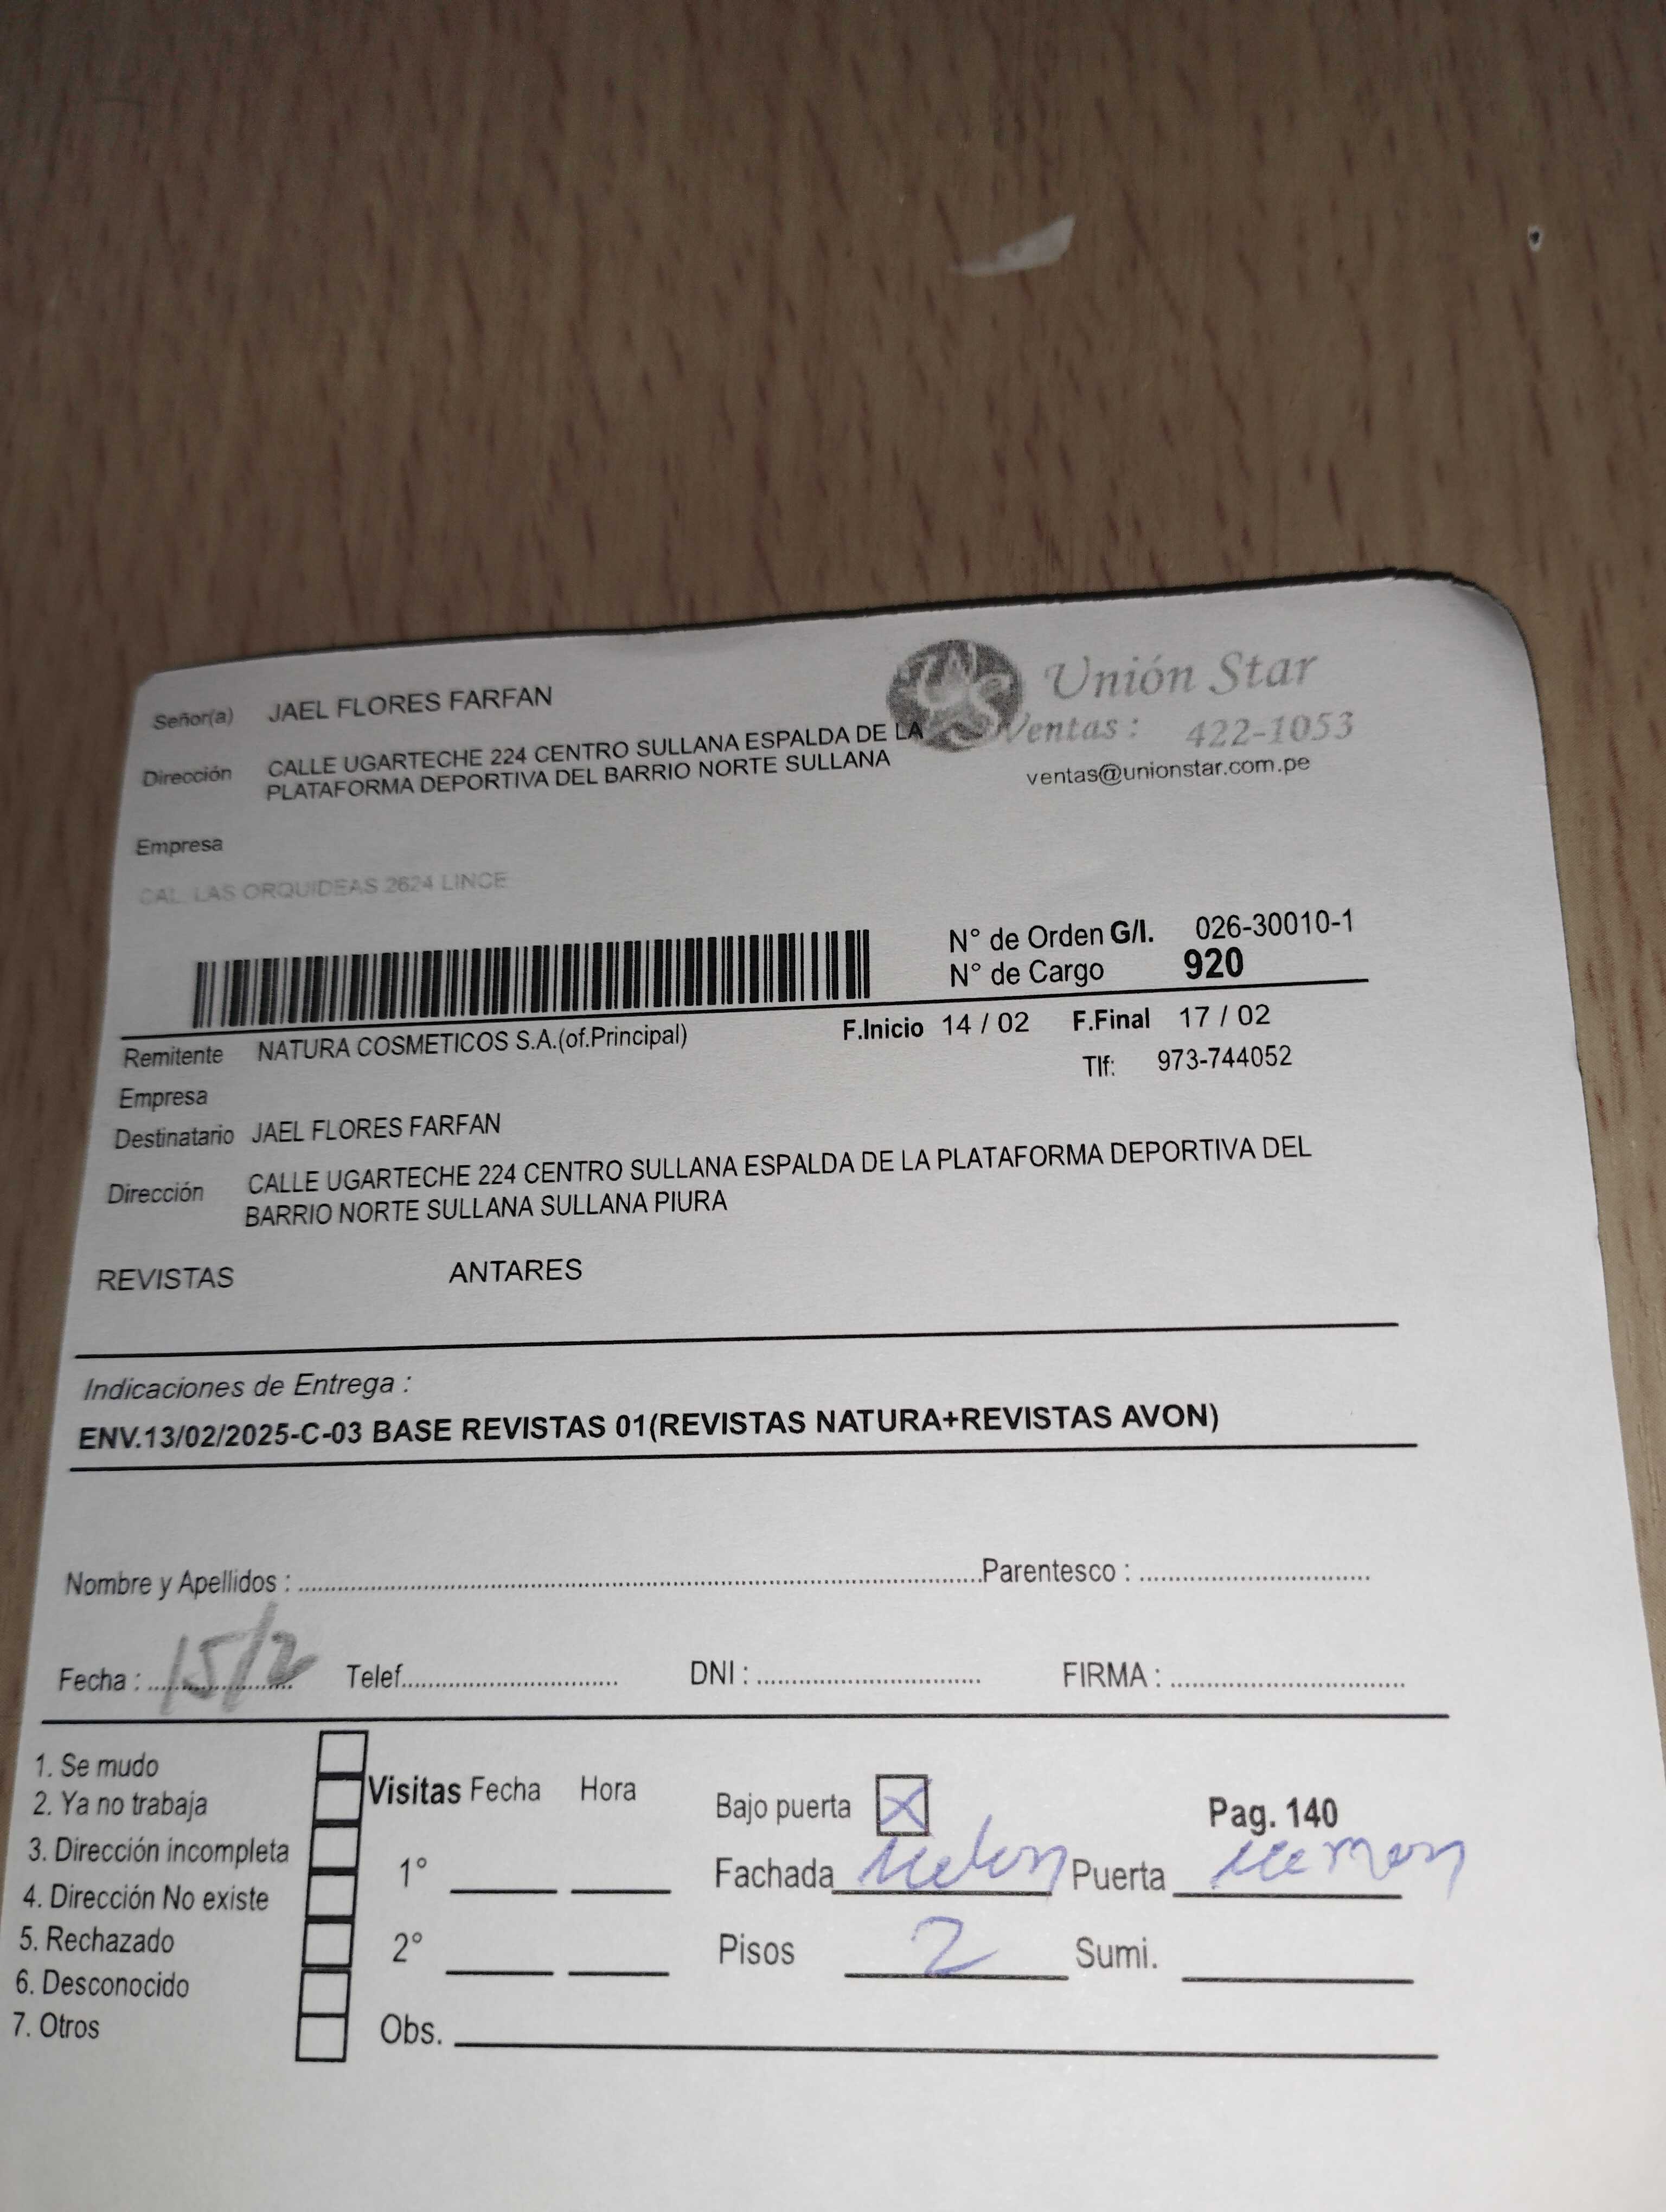 Señor(a) JAEL FLORES FARFAN
Unión Star
Ventas : 422-1053
ventas@unionstar.com.pe
Dirección CALLE UGARTECHE 224 CENTRO SULLANA ESPALDA DE LA
PLATAFORMA DEPORTIVA DEL BARRIO NORTE SULLANA
Empresa
CAL. LAS ORQUIDEAS 2624 LINCE
N° de Orden G/I. 026-30010-1
N° de Cargo 920
Remitente NATURA COSMETICOS S.A.(of.Principal) F.Inicio 14 / 02 F.Final 17 / 02
Tlf: 973-744052
Empresa
Destinatario JAEL FLORES FARFAN
Dirección CALLE UGARTECHE 224 CENTRO SULLANA ESPALDA DE LA PLATAFORMA DEPORTIVA DEL
BARRIO NORTE SULLANA SULLANA PIURA
REVISTAS ANTARES
Indicaciones de Entrega :
ENV.13/02/2025-C-03 BASE REVISTAS 01(REVISTAS NATURA+REVISTAS AVON)
Nombre y Apellidos : Parentesco :
Fecha : 15/2 Telef. DNI : FIRMA :
1. Se mudo
2. Ya no trabaja
3. Dirección incompleta
4. Dirección No existe
5. Rechazado
6. Desconocido
7. Otros
Visitas Fecha Hora
1°
2°
Obs.
Bajo puerta X Pag. 140
Fachada Puerta
Pisos 2 Sumi.